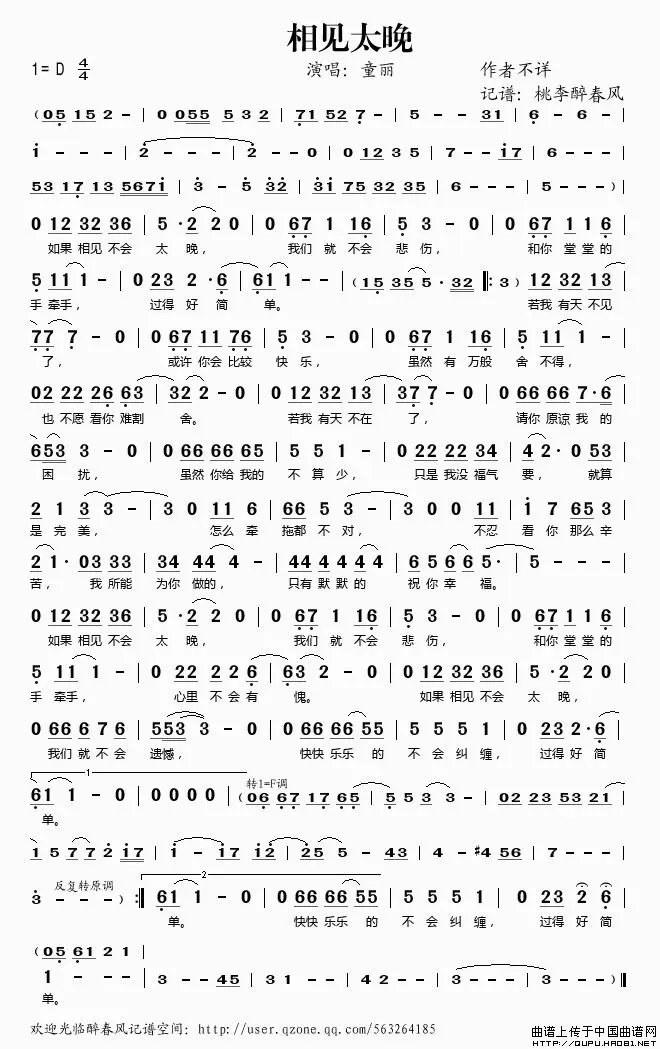 相见太晚
1= D 4/4 演唱：童丽 作者不详
记谱：桃李醉春风
( 05 15 2 - | 0 055 5 32 | 71 52 7 - | 5 - - 31 | 6 - 6 - |
1 - - - | 2 - - - | 2 - - 0 | 0 12 3 5 | 7 - - 17 | 6 - - - |
53 17 13 5671 | 3 - 5 32 | 31 75 32 35 | 6 - - - | 5 - - - ) |
0 12 32 36 | 5 · 2 2 0 | 0 67 1 16 | 5 3 - 0 | 0 67 11 6 |
如果 相见 不会 太 晚， 我们 就 不会 悲 伤， 和你 堂 堂 的
5 11 1 - | 0 23 2 · 6 | 61 1 - - | ( 15 35 5 · 32 ‖: 3 ) 12 32 13 |
手 牵手， 过得 好 简 单。 若我 有天 不见
77 7 - 0 | 0 67 11 76 | 5 3 - 0 | 0 67 1 16 | 5 11 1 - |
了， 或许 你会 比较 快 乐， 虽然 有 万般 舍 不得，
02 22 26 63 | 32 2 - 0 | 0 12 32 13 | 37 7 - 0 | 0 66 66 7·6 |
也 不愿 看你 难割 舍。 若我 有天 不在 了， 请你 原谅 我 的
653 3 - 0 | 0 66 66 65 | 5 5 1 - | 0 22 22 34 | 4 2 · 0 53 |
困 扰， 虽然 你给 我的 不 算 少， 只是 我没 福气 要， 就算
2 1 3 3 - | 3 0 0 11 6 | 66 5 3 - | 3 0 0 11 | 1 7 65 3 |
是 完 美， 怎么 牵 拖都 不 对， 不忍 看 你 那么 辛
2 1 · 03 33 | 34 44 4 - | 44 44 4 4 | 6 5 6 6 5 · | 5 - - - |
苦， 我 所能 为你 做的， 只有 默默 的 祝 你 幸 福。
0 12 32 36 | 5 · 2 2 0 | 0 67 1 16 | 5 3 - 0 | 0 67 11 6 |
如果 相见 不会 太 晚， 我们 就 不会 悲 伤， 和你 堂 堂 的
5 11 1 - | 0 22 22 6 | 63 2 - 0 | 0 12 32 36 | 5 · 2 2 0 |
手 牵手， 心里 不 会 有 愧。 如果 相见 不会 太 晚，
0 66 6 7 6 | 553 3 - 0 | 0 66 66 55 | 5 5 5 1 | 0 23 2 · 6 |
我们 就 不 会 遗憾， 快快 乐乐 的 不 会 纠 缠， 过得 好 简
1 转1=F调
61 1 - 0 | 0 0 0 0 | ( 06 67 17 65 | 5 5 3 3 - | 02 23 53 21 |
单。
1 5 7 7 2 17 | 1 - 1 17 | 1 12 | 2 5 5 - | 43 - 4 - | #4 56 - 7 - |
反复转原调 2
3 - - - ) :‖ 61 1 - 0 | 0 66 66 55 | 5 5 5 1 | 0 23 2 6 |
单。 快快 乐乐 的 不 会 纠 缠， 过得 好 简
( 05 61 2 1 |
1 - - - | 3 - - 45 | 3 1 - - | 4 2 - - | 3 - - - | 3 - - - ) ‖
单。
欢迎光临醉春风记谱空间：http://user.qzone.qq.com/563264185
曲谱上传于中国曲谱网
HTTP://QUPU.HAO81.NET